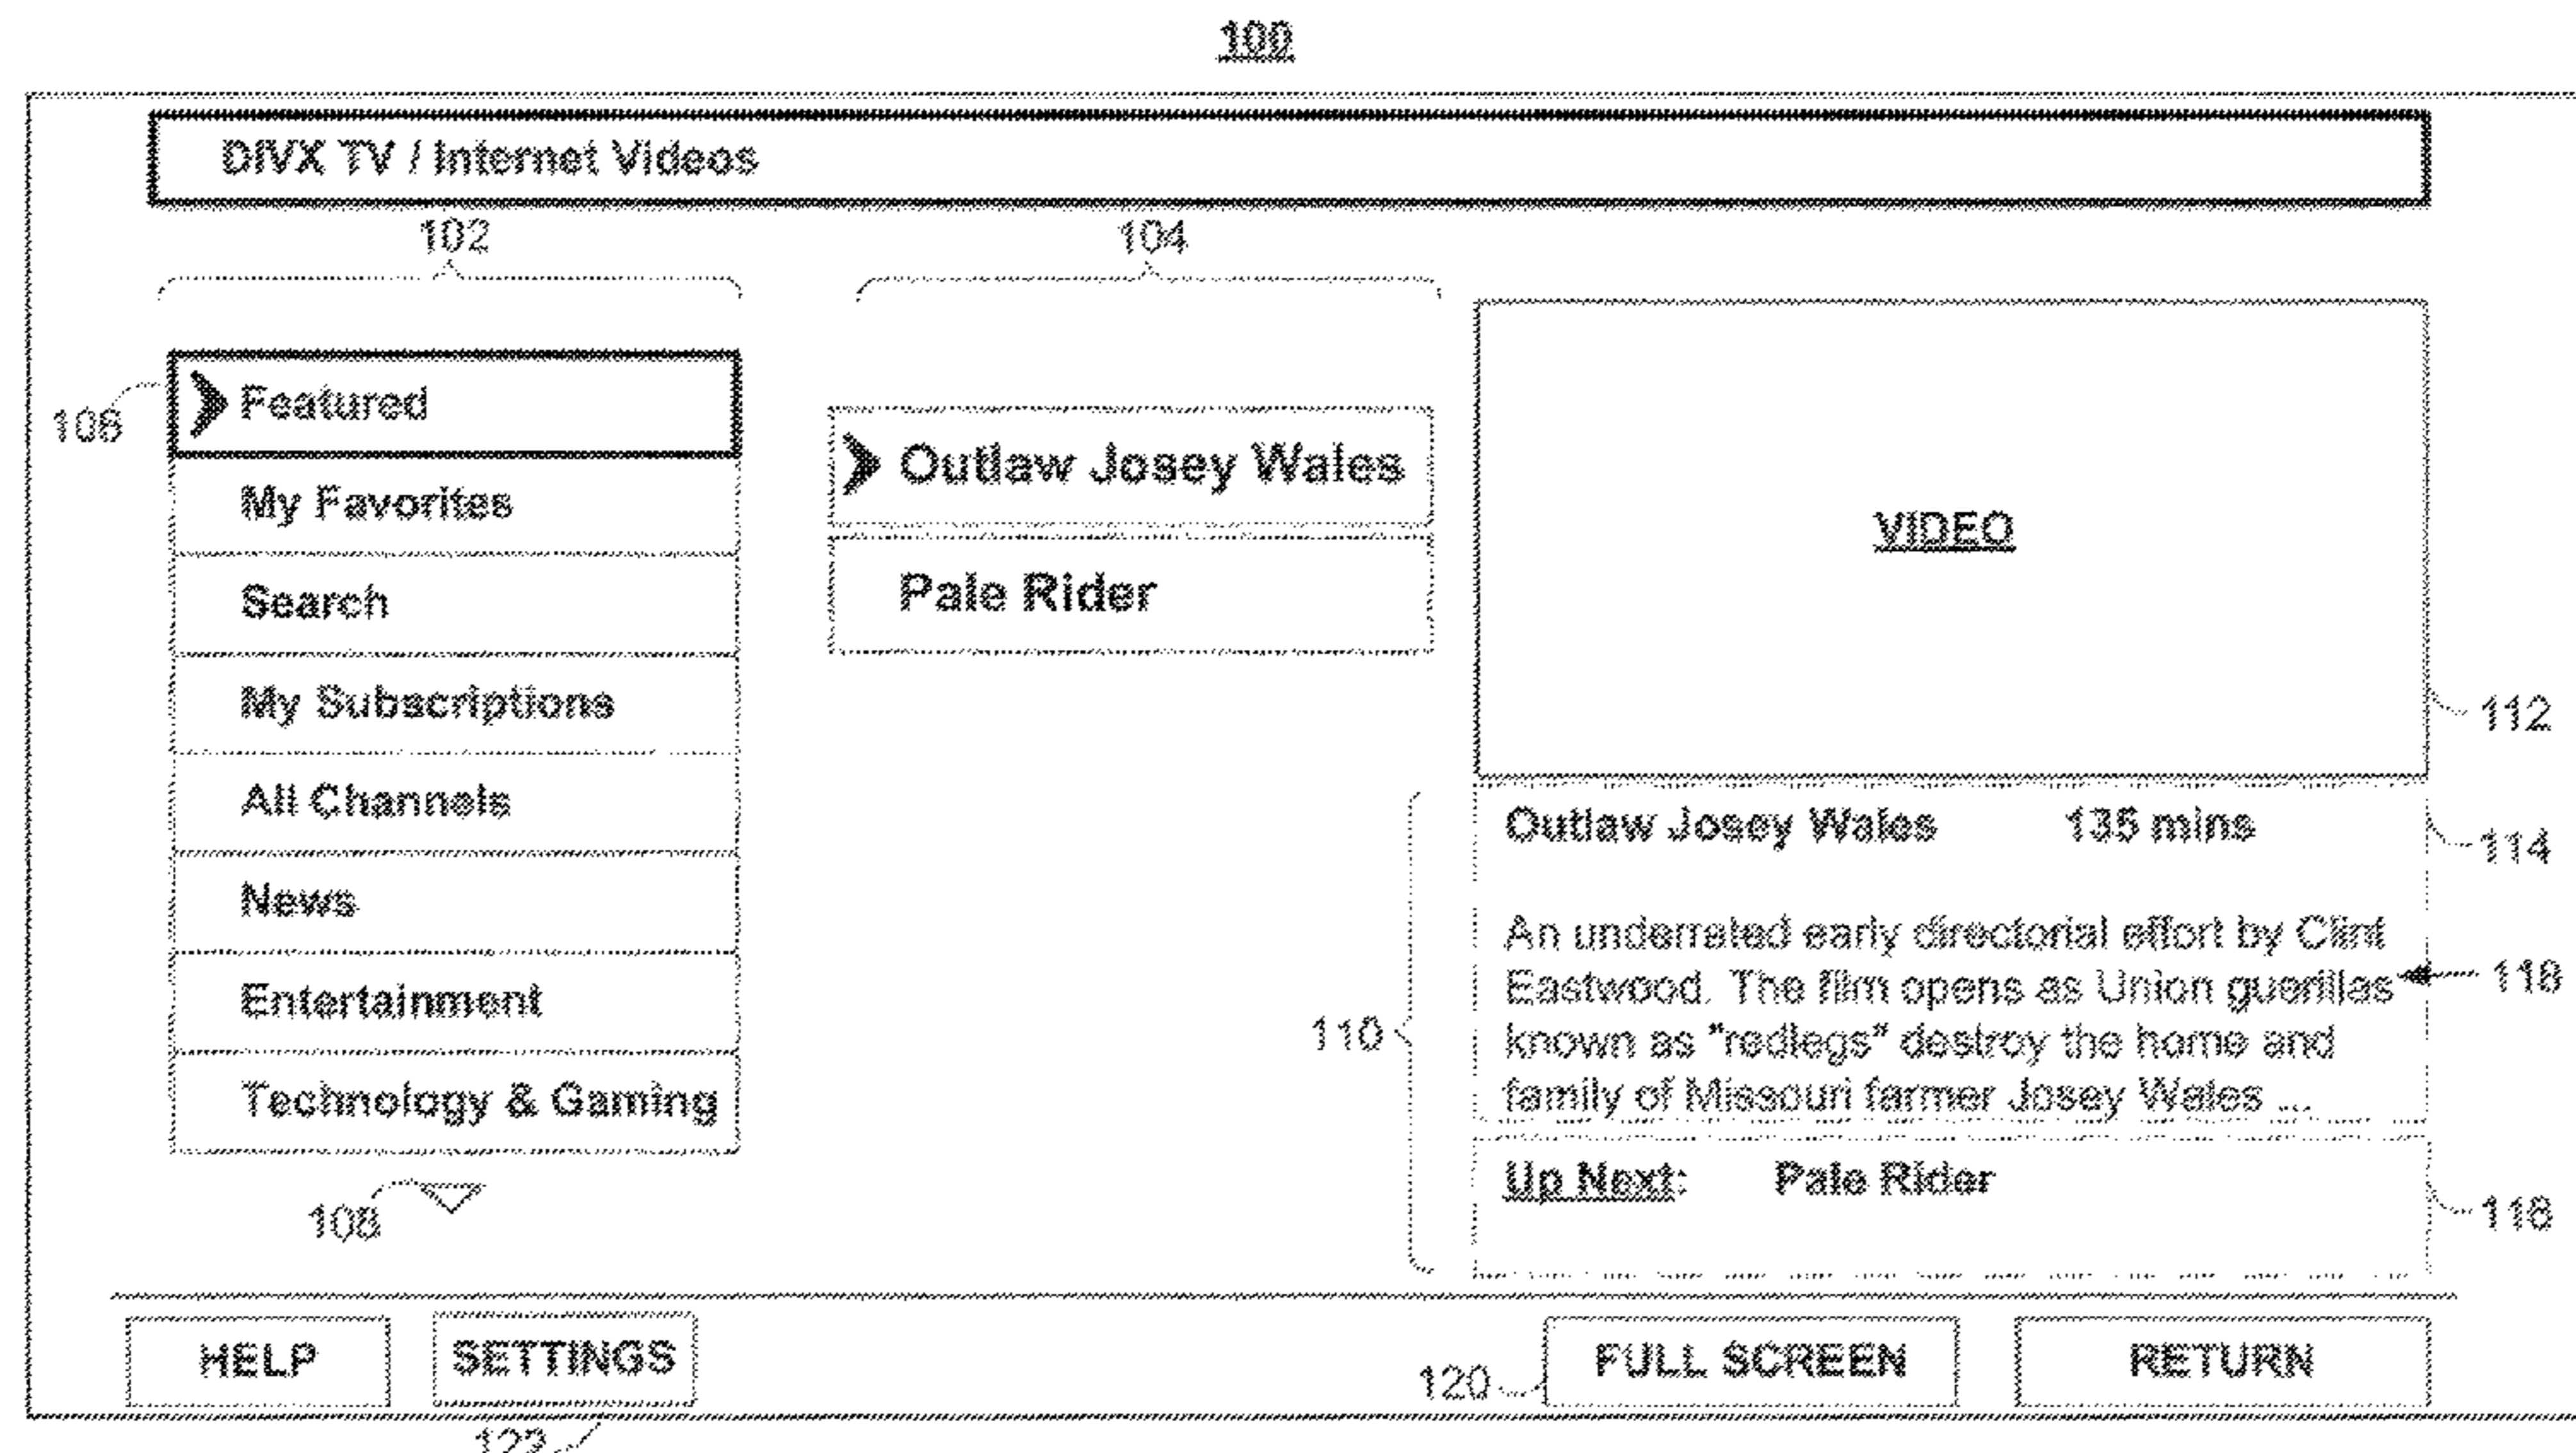 100
DIVX TV / Internet Videos
102
104
106
Featured
My Favorites
Search
My Subscriptions
All Channels
News
Entertainment
Technology & Gaming
108
Outlaw Josey Wales
Pale Rider
VIDEO
112
Outlaw Josey Wales 135 mins
114
An underrated early directorial effort by Clint
Eastwood. The film opens as Union guerillas
known as "redlegs" destroy the home and
family of Missouri farmer Josey Wales ...
116
110
Up Next: Pale Rider
118
HELP
SETTINGS
120
FULL SCREEN
RETURN
122